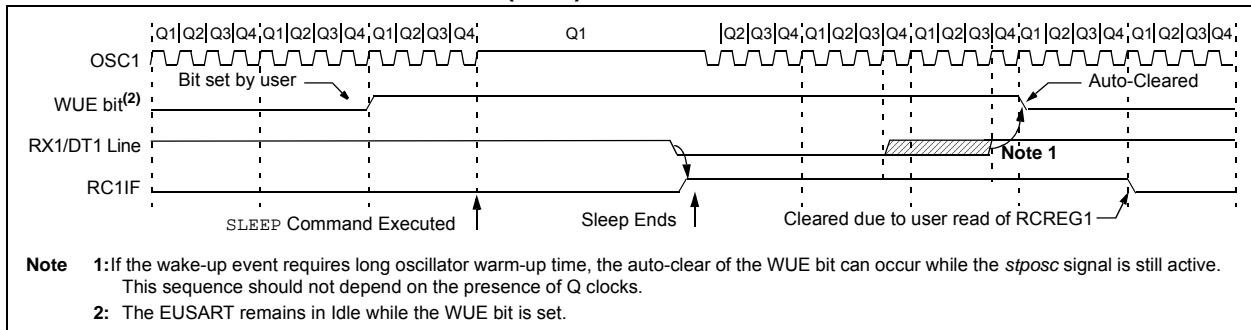 Q1 Q2 Q3 Q4 Q1 Q2 Q3 Q4 Q1 Q2 Q3 Q4 Q1 Q2 Q3 Q4 Q1 Q2 Q3 Q4 Q1 Q2 Q3 Q4 Q1 Q2 Q3 Q4 Q1 Q2 Q3 Q4
OSC1
Bit set by user
Auto-Cleared
WUE bit(2)
RX1/DT1 Line
Note 1
RC1IF
SLEEP Command Executed
Sleep Ends
Cleared due to user read of RCREG1
Note 1: If the wake-up event requires long oscillator warm-up time, the auto-clear of the WUE bit can occur while the stposc signal is still active.
This sequence should not depend on the presence of Q clocks.
2: The EUSART remains in Idle while the WUE bit is set.